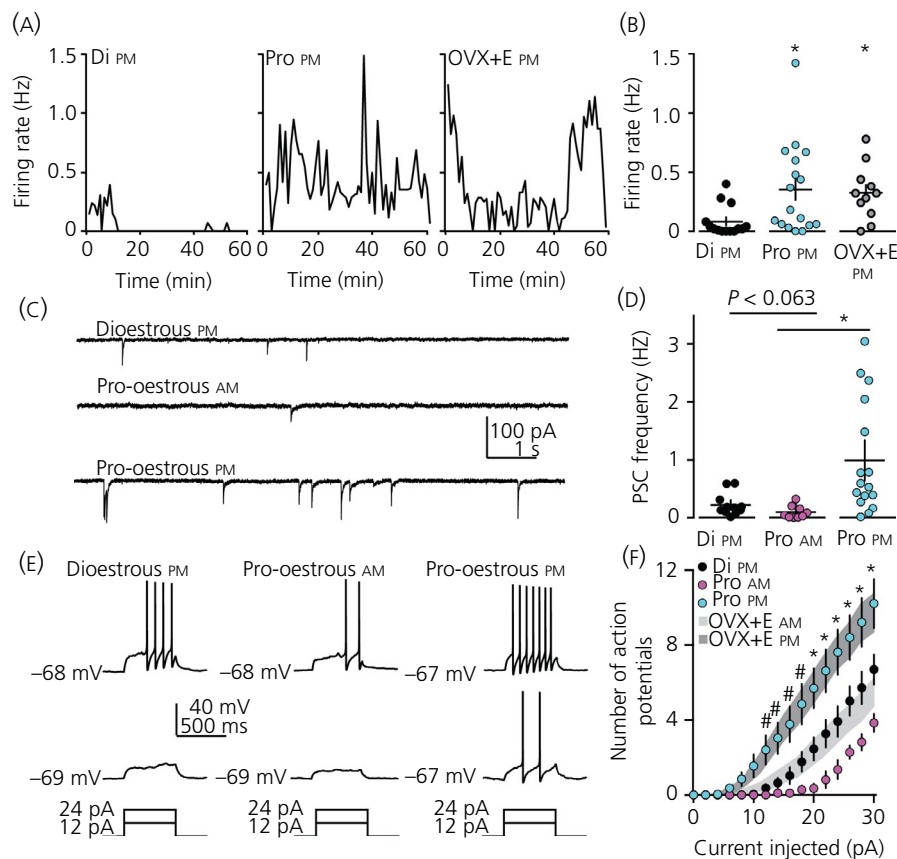 (A)
Di PM
Pro PM
OVX+E PM
1.5
1.0
0.5
0
Firing rate (Hz)
0 20 40 60
0 20 40 60
0 20 40 60
Time (min)
Time (min)
Time (min)
(B)
*
*
1.5
1.0
0.5
0
Firing rate (Hz)
Di PM
Pro PM
OVX+E
PM
(C)
Dioestrous PM
Pro-oestrous AM
100 pA
1 s
Pro-oestrous PM
(D)
P < 0.063
*
3
2
1
0
PSC frequency (HZ)
Di PM
Pro AM
Pro PM
(E)
Dioestrous PM
Pro-oestrous AM
Pro-oestrous PM
–68 mV
–68 mV
–67 mV
40 mV
500 ms
–69 mV
–69 mV
–67 mV
24 pA
12 pA
24 pA
12 pA
24 pA
12 pA
(F)
Di PM
Pro AM
Pro PM
OVX+E AM
OVX+E PM
# # # # * * * * * *
12
8
4
0
Number of action
potentials
0 10 20 30
Current injected (pA)